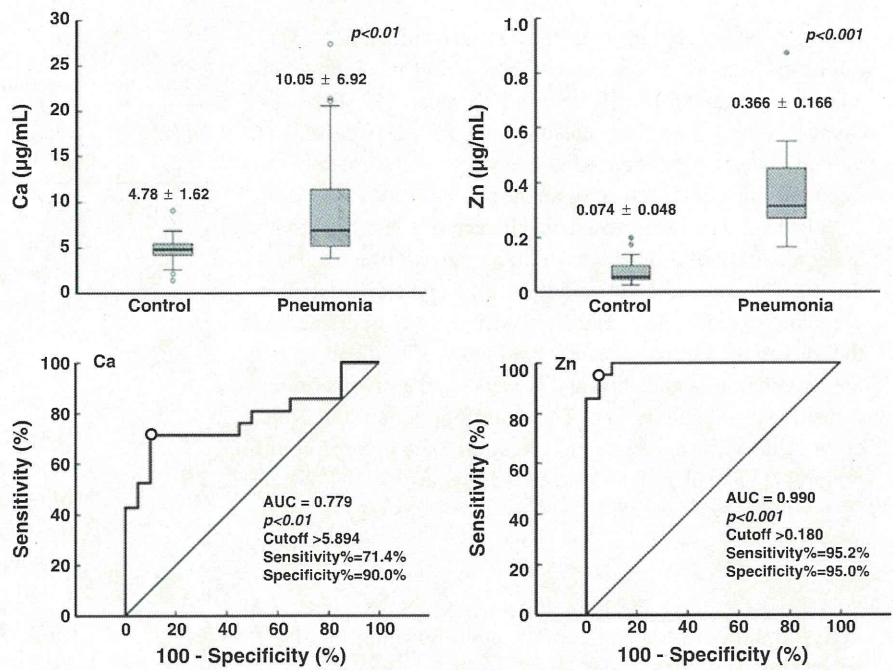 30
25
20
15
10
5
0
Ca (µg/mL)
p<0.01
10.05 ± 6.92
4.78 ± 1.62
Control
Pneumonia
1.0
0.8
0.6
0.4
0.2
0
Zn (µg/mL)
p<0.001
0.366 ± 0.166
0.074 ± 0.048
Control
Pneumonia
100
80
60
40
20
0
Sensitivity (%)
Ca
AUC = 0.779
p<0.01
Cutoff >5.894
Sensitivity%=71.4%
Specificity%=90.0%
0 20 40 60 80 100
100 - Specificity (%)
100
80
60
40
20
0
Sensitivity (%)
Zn
AUC = 0.990
p<0.001
Cutoff >0.180
Sensitivity%=95.2%
Specificity%=95.0%
0 20 40 60 80 100
100 - Specificity (%)